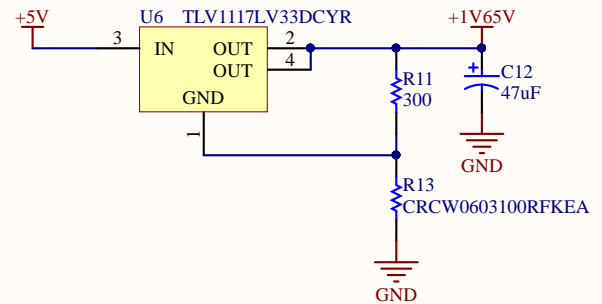 +5V
U6 TLV1117LV33DCYR
+1V65V
3 IN OUT 2
OUT 4
GND
1
R11
300
C12
47uF
GND
R13
CRCW0603100RFKEA
GND